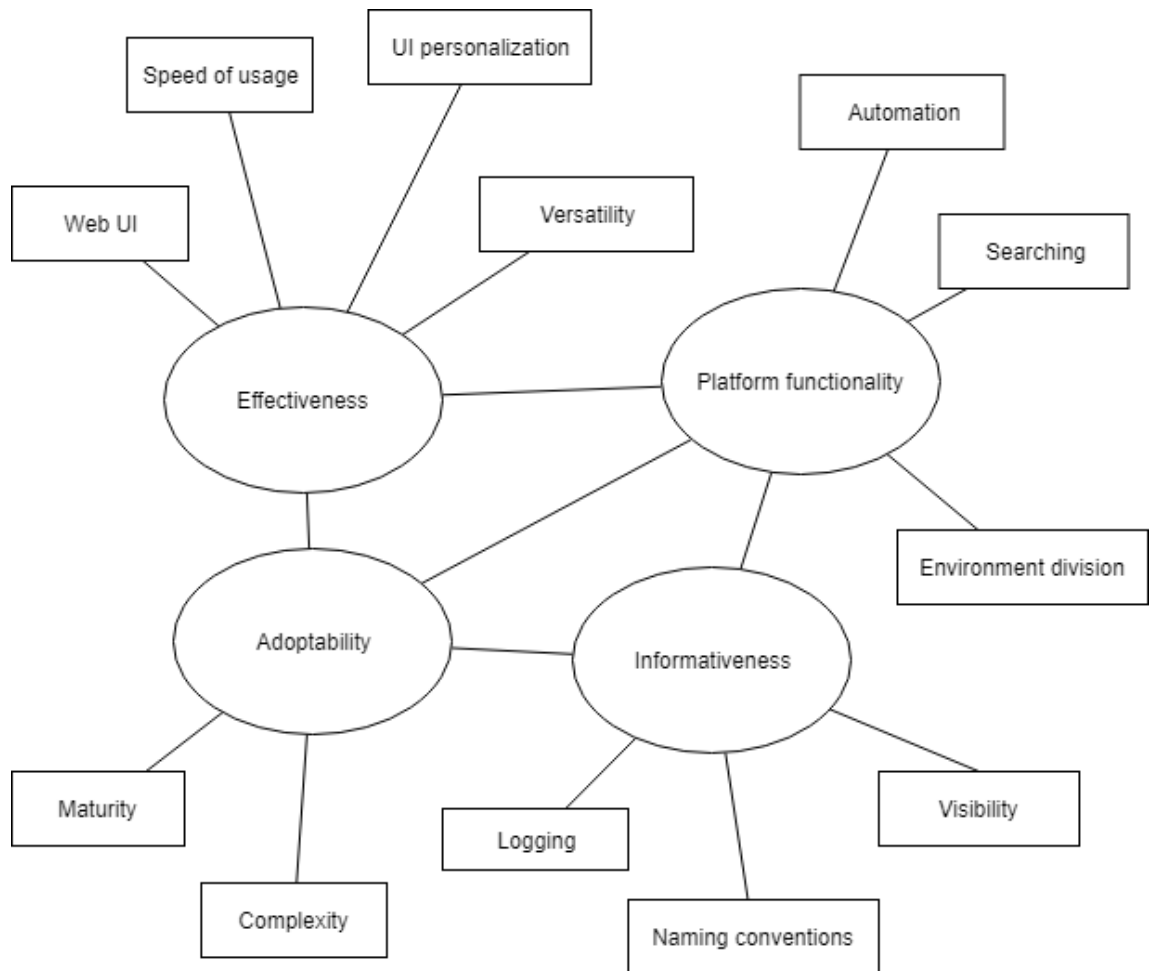 UI personalization
Speed of usage
Automation
Web UI
Versatility
Searching
Effectiveness
Platform functionality
Environment division
Adoptability
Informativeness
Maturity
Logging
Visibility
Complexity
Naming conventions